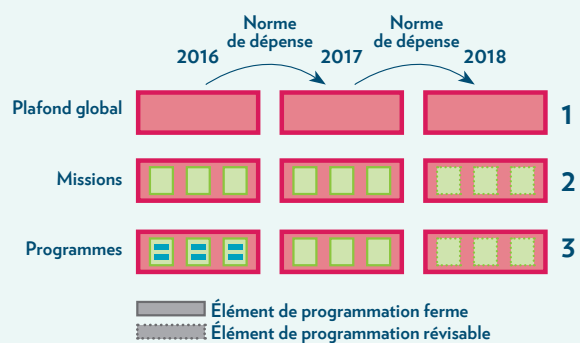 Norme
de dépense
Norme
de dépense
2016 2017 2018
Plafond global 1
Missions 2
Programmes 3
Élément de programmation ferme
Élément de programmation révisable